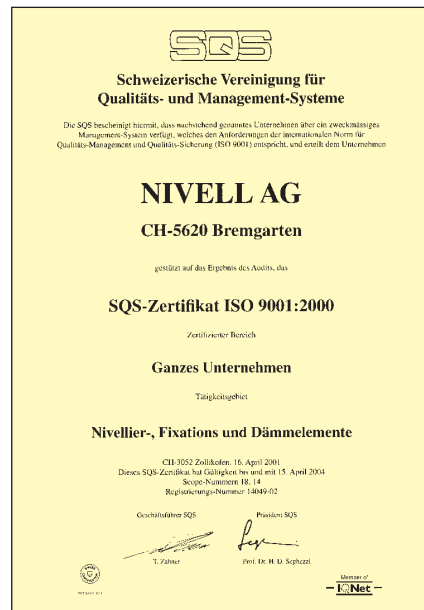 SQS
Schweizerische Vereinigung für
Qualitäts- und Management-Systeme
Die SQS bescheinigt hiermit, dass nachstehend genanntes Unternehmen über ein zweckmässiges
Management-System verfügt, welches den Anforderungen der internationalen Norm für
Qualitäts-Management und Qualitäts-Sicherung (ISO 9001) entspricht, und erteilt dem Unternehmen
NIVELL AG
CH-5620 Bremgarten
gestützt auf das Ergebnis des Audits, das
SQS-Zertifikat ISO 9001:2000
Zertifizierter Bereich
Ganzes Unternehmen
Tätigkeitsgebiet
Nivellier-, Fixations und Dämmelemente
CH-3052 Zollikofen, 16. April 2001
Dieses SQS-Zertifikat hat Gültigkeit bis und mit 15. April 2004
Scope-Nummern 18, 14
Registrierungs-Nummer 14049-02
Geschäftsführer SQS Präsident SQS
T. Zahner Prof. Dr. H. D. Seghezzi
Member of
IQNet